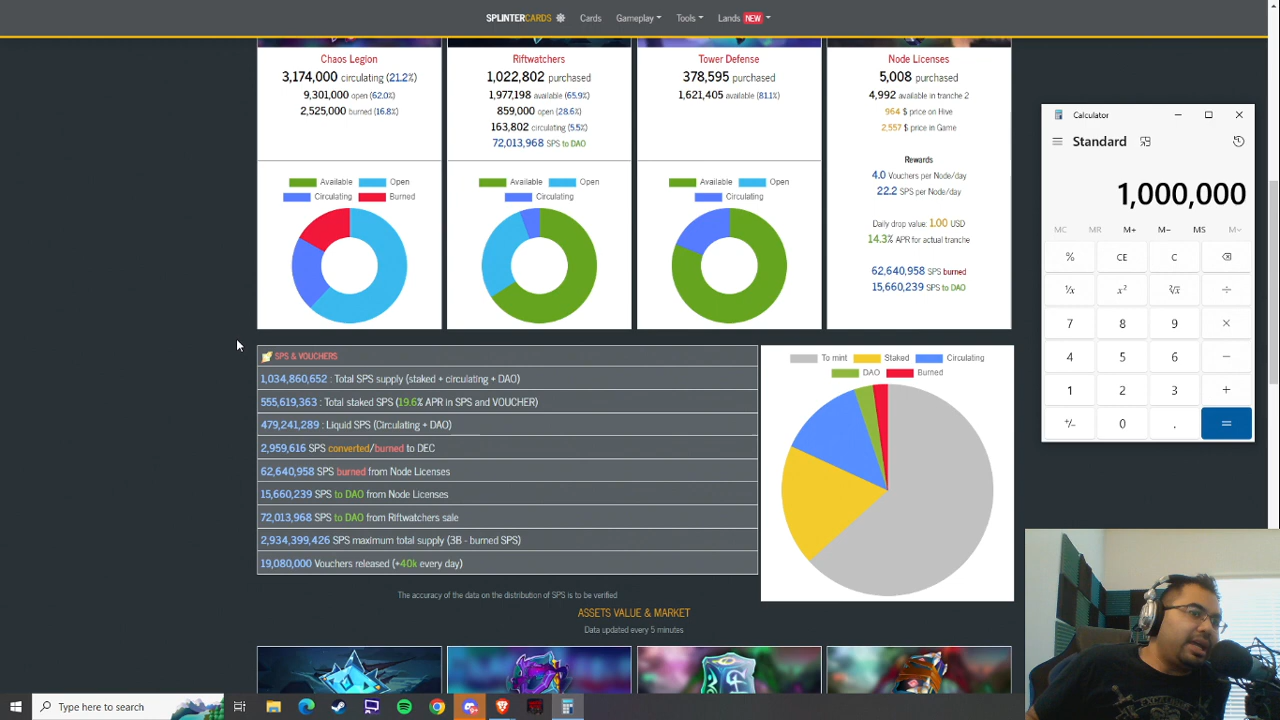 SPLINTERCARDS Cards Gameplay Tools Lands NEW
Chaos Legion
3,174,000 circulating (21.2%)
9,301,000 open (62.0%)
2,525,000 burned (16.8%)
Available Open
Circulating Burned
Riftwatchers
1,022,802 purchased
1,977,198 available (65.9%)
859,000 open (28.6%)
163,802 circulating (5.5%)
72,013,968 SPS to DAO
Available Open
Circulating
Tower Defense
378,595 purchased
1,621,405 available (81.1%)
Available Open
Circulating
Node Licenses
5,008 purchased
4,992 available in tranche 2
964 $ price on Hive
2,557 $ price in Game
Rewards
4.0 Vouchers per Node/day
22.2 SPS per Node/day
Daily drop value: 1.00 USD
14.3% APR for actual tranche
62,640,958 SPS burned
15,660,239 SPS to DAO
SPS & VOUCHERS
1,034,860,652 : Total SPS supply (staked + circulating + DAO)
555,619,363 : Total staked SPS (19.6% APR in SPS and VOUCHER)
479,241,289 : Liquid SPS (Circulating + DAO)
2,959,616 SPS converted/burned to DEC
62,640,958 SPS burned from Node Licenses
15,660,239 SPS to DAO from Node Licenses
72,013,968 SPS to DAO from Riftwatchers sale
2,934,399,426 SPS maximum total supply (3B - burned SPS)
19,080,000 Vouchers released (+40k every day)
To mint Staked Circulating
DAO Burned
The accuracy of the data on the distribution of SPS is to be verified
ASSETS VALUE & MARKET
Data updated every 5 minutes
Calculator
Standard
1,000,000
MC MR M+ M− MS M˅
% CE C
¹/x x² ²√x ÷
7 8 9 ×
4 5 6 −
1 2 3 +
+/− 0 . =
Type here to search